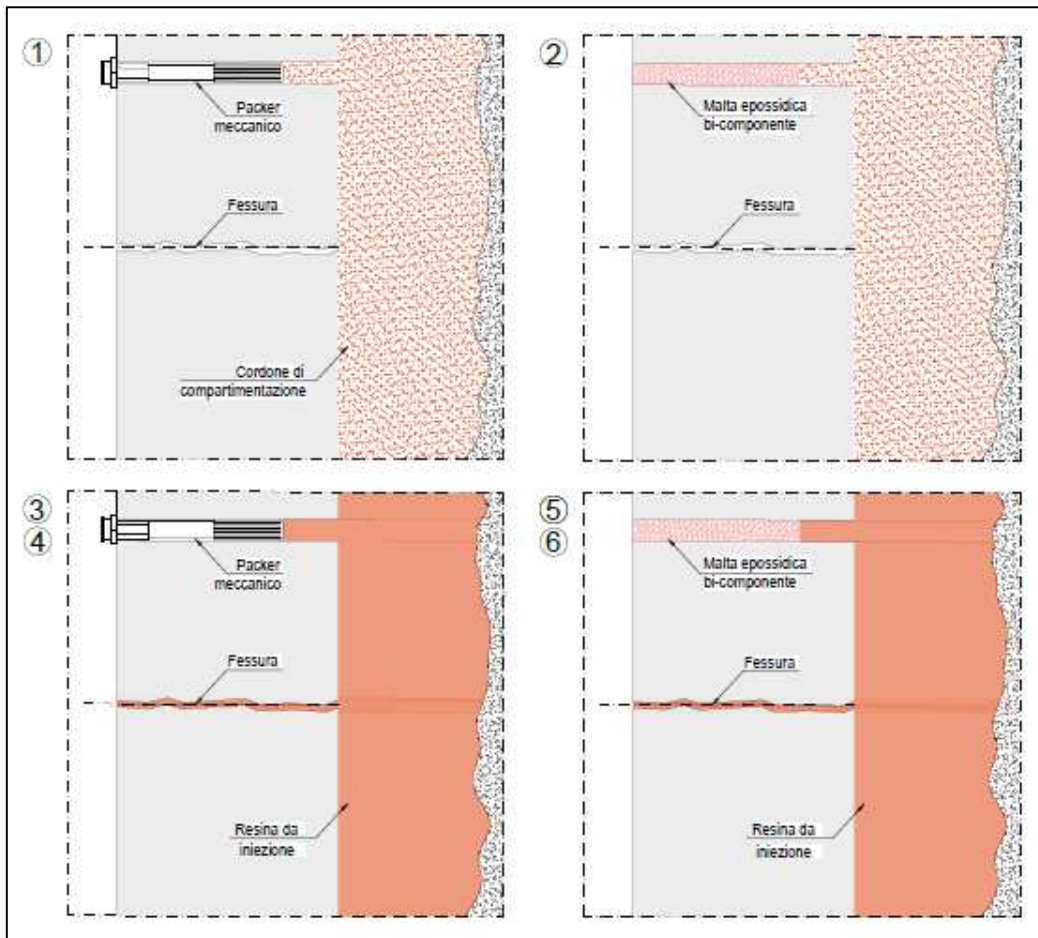 1
Packer
meccanico
Fessura
Cordone di
compartimentazione
2
Malta epossidica
bi-componente
Fessura
3
4
Packer
meccanico
Fessura
Resina da
iniezione
5
6
Malta epossidica
bi-componente
Fessura
Resina da
iniezione